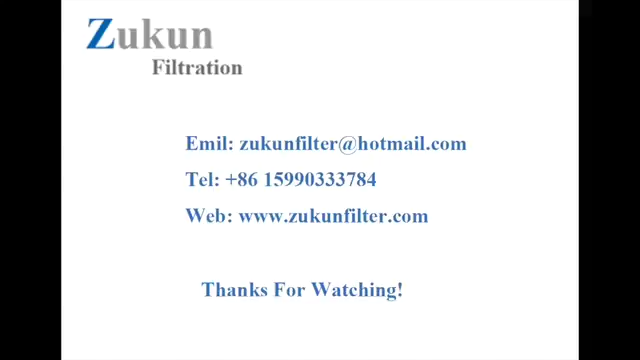 Zukun
Filtration
Emil: zukunfilter@hotmail.com
Tel: +86 15990333784
Web: www.zukunfilter.com
Thanks For Watching!